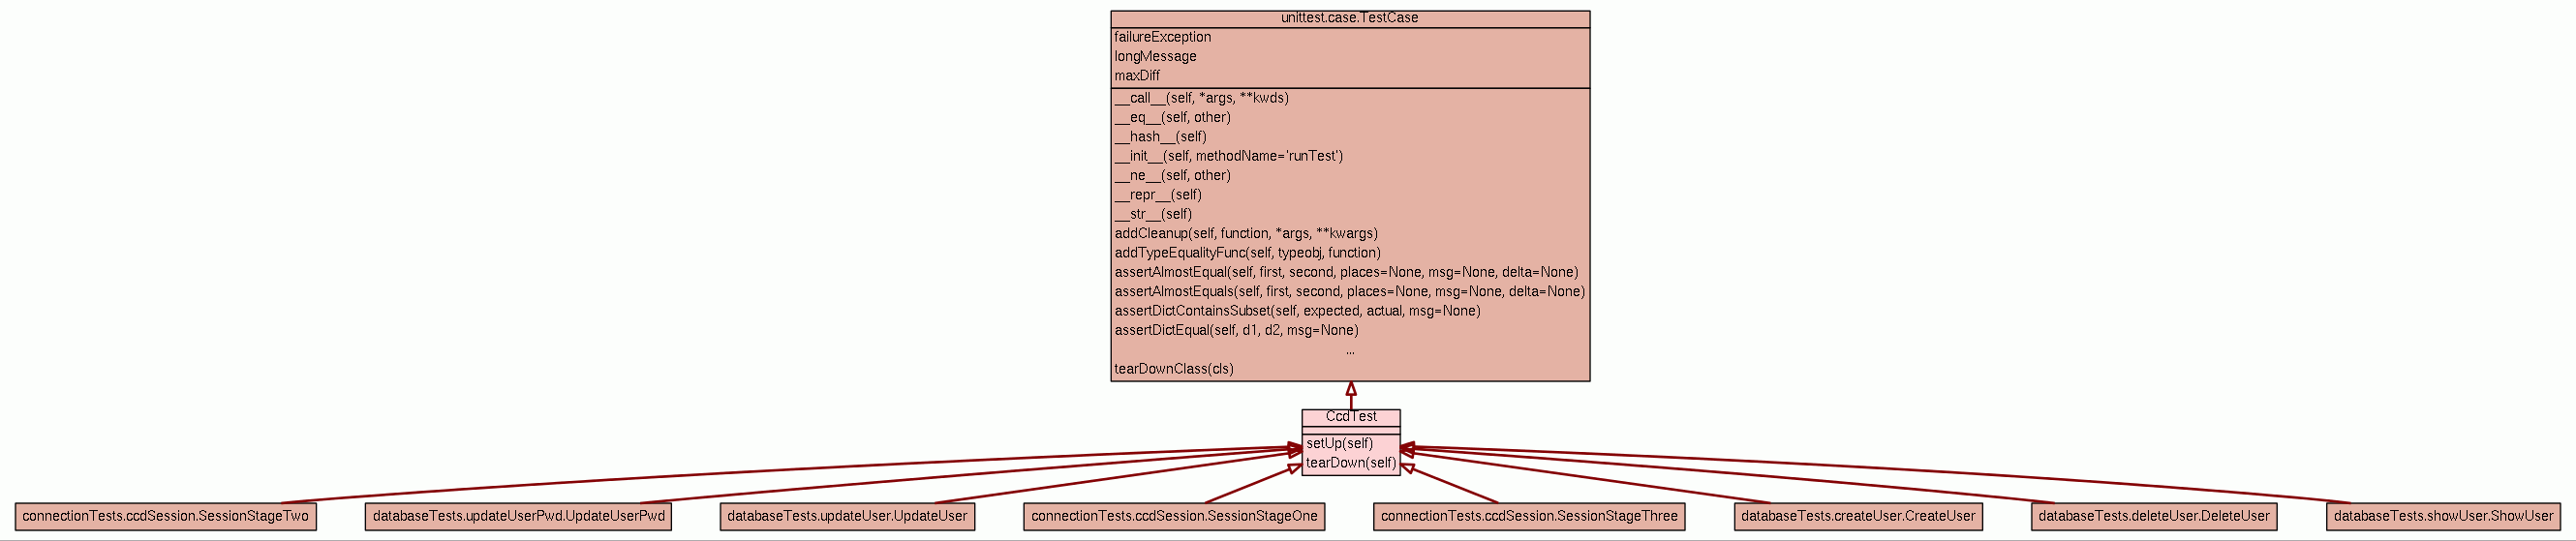 unittest.case.TestCase
failureException
longMessage
maxDiff
__call__(self, *args, **kwds)
__eq__(self, other)
__hash__(self)
__init__(self, methodName='runTest')
__ne__(self, other)
__repr__(self)
__str__(self)
addCleanup(self, function, *args, **kwargs)
addTypeEqualityFunc(self, typeobj, function)
assertAlmostEqual(self, first, second, places=None, msg=None, delta=None)
assertAlmostEquals(self, first, second, places=None, msg=None, delta=None)
assertDictContainsSubset(self, expected, actual, msg=None)
assertDictEqual(self, d1, d2, msg=None)
...
tearDownClass(cls)
CcdTest
setUp(self)
tearDown(self)
connectionTests.ccdSession.SessionStageTwo
databaseTests.updateUserPwd.UpdateUserPwd
databaseTests.updateUser.UpdateUser
connectionTests.ccdSession.SessionStageOne
connectionTests.ccdSession.SessionStageThree
databaseTests.createUser.CreateUser
databaseTests.deleteUser.DeleteUser
databaseTests.showUser.ShowUser